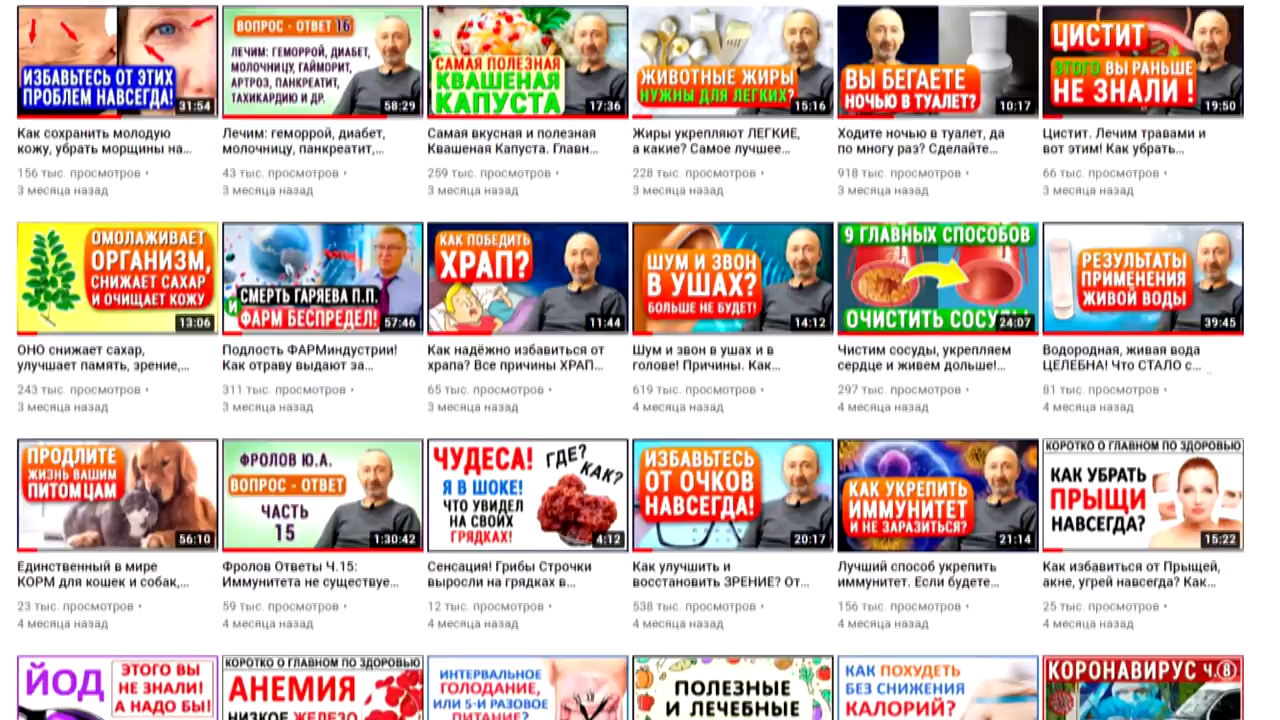 ИЗБАВЬТЕСЬ ОТ ЭТИХ
ПРОБЛЕМ НАВСЕГДА!
31:54
Как сохранить молодую
кожу, убрать морщины на...
156 тыс. просмотров •
3 месяца назад
ВОПРОС - ОТВЕТ 16
ЛЕЧИМ: ГЕМОРРОЙ, ДИАБЕТ,
МОЛОЧНИЦУ, ГАЙМОРИТ,
АРТРОЗ, ПАНКРЕАТИТ,
ТАХИКАРДИЮ И ДР.
58:29
Лечим: геморрой, диабет,
молочницу, панкреатит,...
43 тыс. просмотров •
3 месяца назад
САМАЯ ПОЛЕЗНАЯ
КВАШЕНАЯ
КАПУСТА
17:36
Самая вкусная и полезная
Квашеная Капуста. Главн...
259 тыс. просмотров •
3 месяца назад
ЖИВОТНЫЕ ЖИРЫ
НУЖНЫ ДЛЯ ЛЕГКИХ?
15:16
Жиры укрепляют ЛЕГКИЕ,
а какие? Самое лучшее...
228 тыс. просмотров •
3 месяца назад
ВЫ БЕГАЕТЕ
НОЧЬЮ В ТУАЛЕТ?
10:17
Ходите ночью в туалет, да
по многу раз? Сделайте...
918 тыс. просмотров •
3 месяца назад
ЦИСТИТ
ЭТОГО ВЫ РАНЬШЕ
НЕ ЗНАЛИ !
19:50
Цистит. Лечим травами и
вот этим! Как убрать...
66 тыс. просмотров •
3 месяца назад
ОМОЛАЖИВАЕТ
ОРГАНИЗМ,
СНИЖАЕТ САХАР
И ОЧИЩАЕТ КОЖУ
13:06
ОНО снижает сахар,
улучшает память, зрение,...
243 тыс. просмотров •
3 месяца назад
СМЕРТЬ ГАРЯЕВА П.П.
И ФАРМ БЕСПРЕДЕЛ!
57:46
Подлость ФАРМиндустрии!
Как отраву выдают за...
311 тыс. просмотров •
3 месяца назад
КАК ПОБЕДИТЬ
ХРАП?
11:44
Как надёжно избавиться от
храпа? Все причины ХРАП...
65 тыс. просмотров •
3 месяца назад
ШУМ И ЗВОН
В УШАХ?
БОЛЬШЕ НЕ БУДЕТ!
14:12
Шум и звон в ушах и в
голове! Причины. Как...
619 тыс. просмотров •
4 месяца назад
9 ГЛАВНЫХ СПОСОБОВ
ОЧИСТИТЬ СОСУДЫ
24:07
Чистим сосуды, укрепляем
сердце и живем дольше!...
297 тыс. просмотров •
4 месяца назад
РЕЗУЛЬТАТЫ
ПРИМЕНЕНИЯ
ЖИВОЙ ВОДЫ
39:45
Водородная, живая вода
ЦЕЛЕБНА! Что СТАЛО с...
81 тыс. просмотров •
4 месяца назад
ПРОДЛИТЕ
ЖИЗНЬ ВАШИМ
ПИТОМЦАМ
56:10
Единственный в мире
КОРМ для кошек и собак,...
23 тыс. просмотров •
4 месяца назад
ФРОЛОВ Ю.А.
ВОПРОС - ОТВЕТ
ЧАСТЬ
15
1:30:42
Фролов Ответы Ч.15:
Иммунитета не существуе...
59 тыс. просмотров •
4 месяца назад
ЧУДЕСА!
ГДЕ?
КАК?
Я В ШОКЕ!
ЧТО УВИДЕЛ
НА СВОИХ
ГРЯДКАХ!
4:12
Сенсация! Грибы Строчки
выросли на грядках в...
12 тыс. просмотров •
4 месяца назад
ИЗБАВЬТЕСЬ
ОТ ОЧКОВ
НАВСЕГДА!
20:17
Как улучшить и
восстановить ЗРЕНИЕ? От...
538 тыс. просмотров •
4 месяца назад
КАК УКРЕПИТЬ
ИММУНИТЕТ
И НЕ ЗАРАЗИТЬСЯ?
21:14
Лучший способ укрепить
иммунитет. Если будете...
156 тыс. просмотров •
4 месяца назад
КОРОТКО О ГЛАВНОМ ПО ЗДОРОВЬЮ
КАК УБРАТЬ
ПРЫЩИ
НАВСЕГДА?
15:22
Как избавиться от Прыщей,
акне, угрей навсегда? Как...
25 тыс. просмотров •
4 месяца назад
ЙОД
ЭТОГО ВЫ
НЕ ЗНАЛИ!
А НАДО БЫ!
КОРОТКО О ГЛАВНОМ ПО ЗДОРОВЬЮ
АНЕМИЯ
НИЗКОЕ ЖЕЛЕЗО
ИНТЕРВАЛЬНОЕ
ГОЛОДАНИЕ,
ИЛИ 5-И РАЗОВОЕ
ПИТАНИЕ?
ПОЛЕЗНЫЕ
И ЛЕЧЕБНЫЕ
КАК ПОХУДЕТЬ
БЕЗ СНИЖЕНИЯ
КАЛОРИЙ?
КОРОНАВИРУС Ч.8